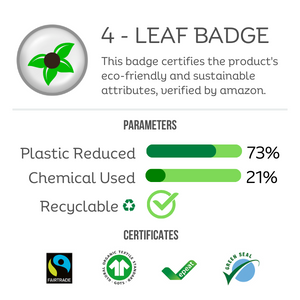 4 - LEAF BADGE
This badge certifies the product's
eco-friendly and sustainable
attributes, verified by amazon.
PARAMETERS
Plastic Reduced 73%
Chemical Used 21%
Recyclable
CERTIFICATES
FAIRTRADE
GLOBAL ORGANIC TEXTILE STANDARD
GOTS
epeat
GREEN SEAL